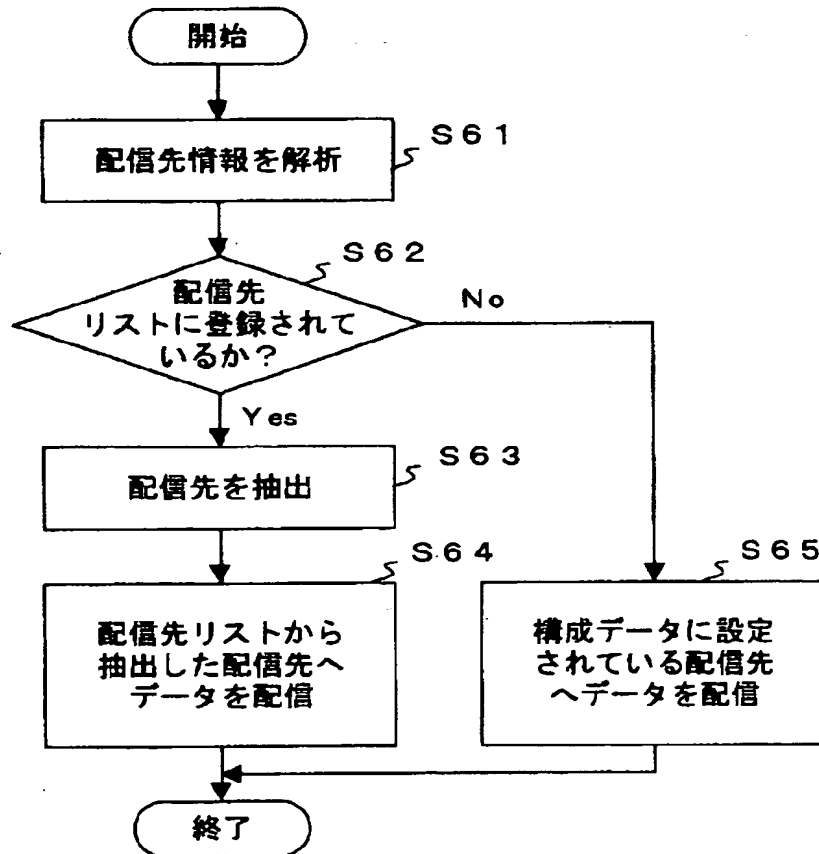 開始
S61
配信先情報を解析
S62
配信先
リストに登録されて
いるか?
No
Yes
S63
配信先を抽出
S64
配信先リストから
抽出した配信先へ
データを配信
S65
構成データに設定
されている配信先
へデータを配信
終了